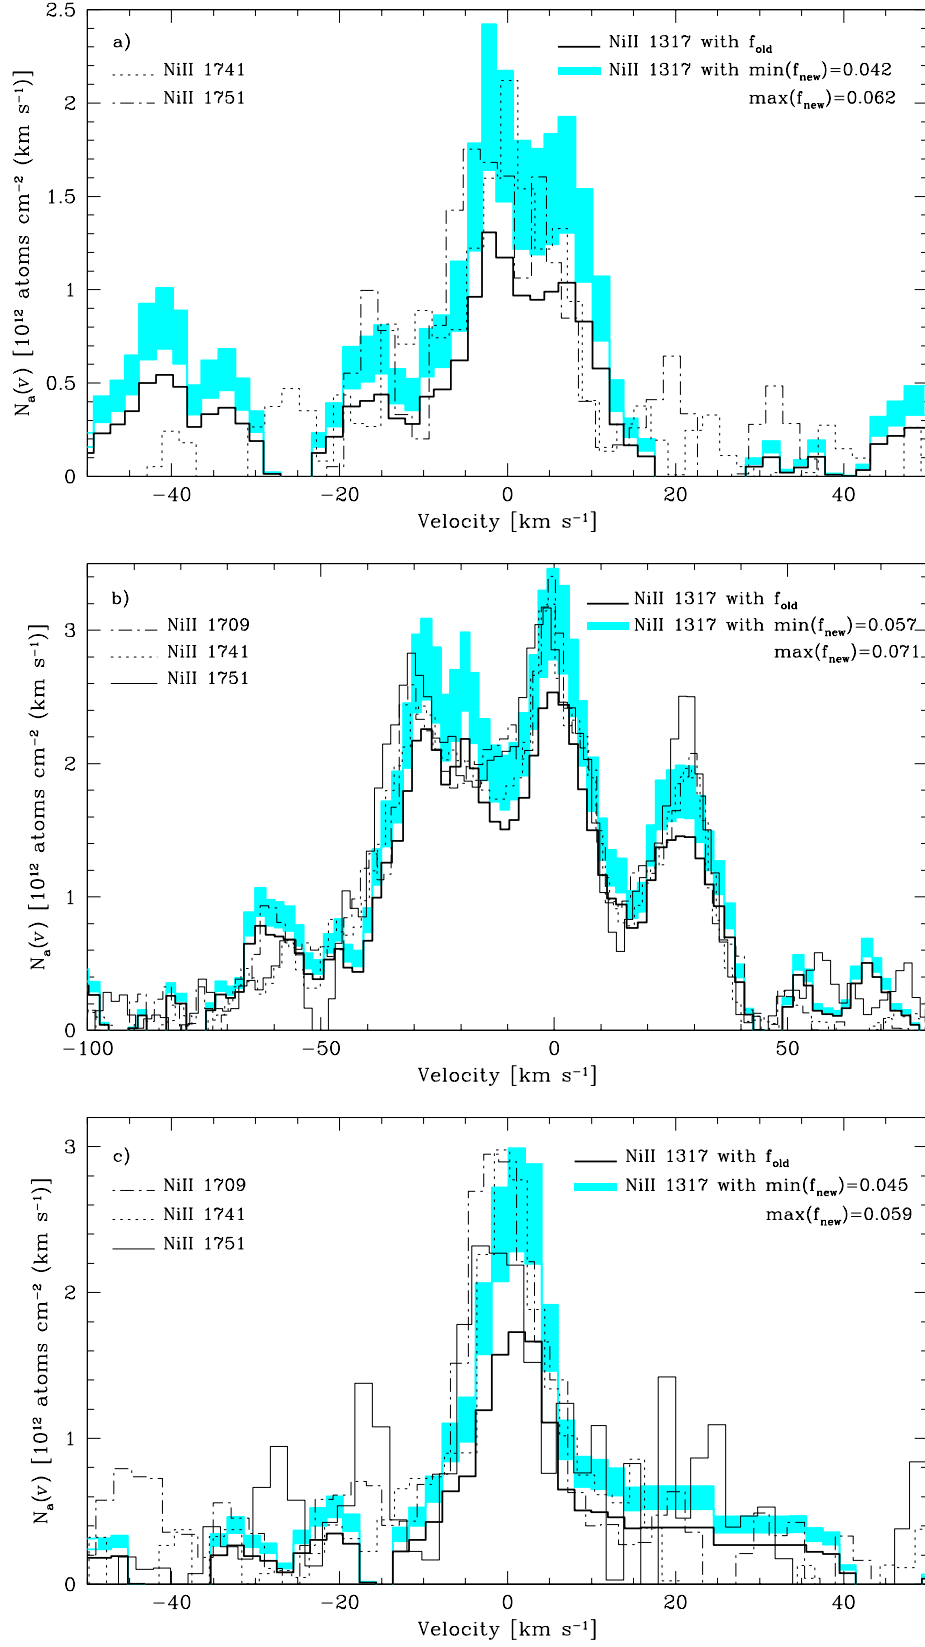 a)
NiII 1741
NiII 1751
NiII 1317 with f_old
NiII 1317 with min(f_new)=0.042
max(f_new)=0.062
N_a(v) [10¹² atoms cm⁻² (km s⁻¹)]
2.5
2
1.5
1
0.5
0
−40
−20
0
20
40
Velocity [km s⁻¹]
b)
NiII 1709
NiII 1741
NiII 1751
NiII 1317 with f_old
NiII 1317 with min(f_new)=0.057
max(f_new)=0.071
N_a(v) [10¹² atoms cm⁻² (km s⁻¹)]
3
2
1
0
−100
−50
0
50
Velocity [km s⁻¹]
c)
NiII 1709
NiII 1741
NiII 1751
NiII 1317 with f_old
NiII 1317 with min(f_new)=0.045
max(f_new)=0.059
N_a(v) [10¹² atoms cm⁻² (km s⁻¹)]
3
2
1
0
−40
−20
0
20
40
Velocity [km s⁻¹]